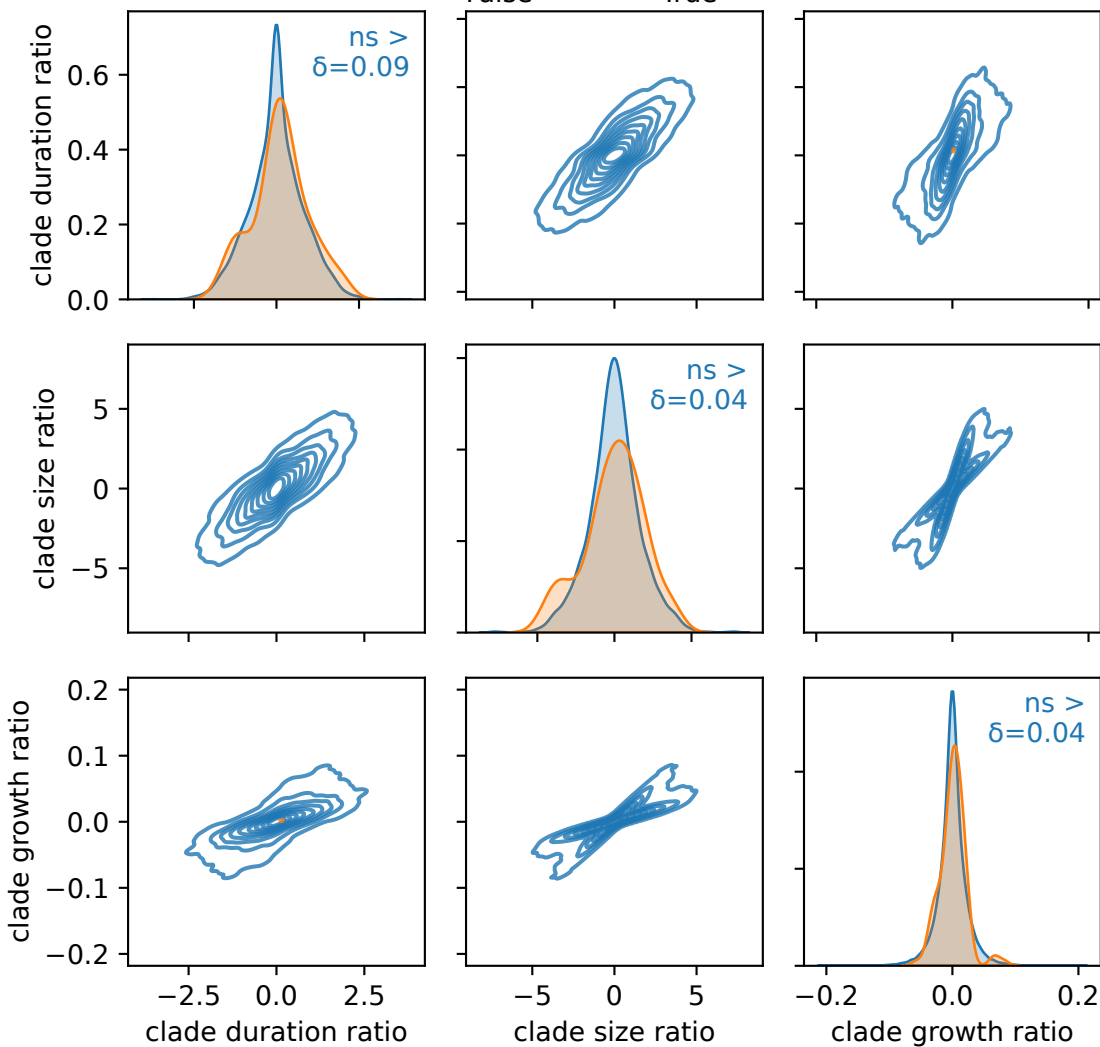 False True
clade duration ratio
0.6
0.4
0.2
0.0
ns >
δ=0.09
clade size ratio
5
0
−5
ns >
δ=0.04
clade growth ratio
0.2
0.1
0.0
−0.1
−0.2
ns >
δ=0.04
−2.5 0.0 2.5
−5 0 5
−0.2 0.0 0.2
clade duration ratio
clade size ratio
clade growth ratio